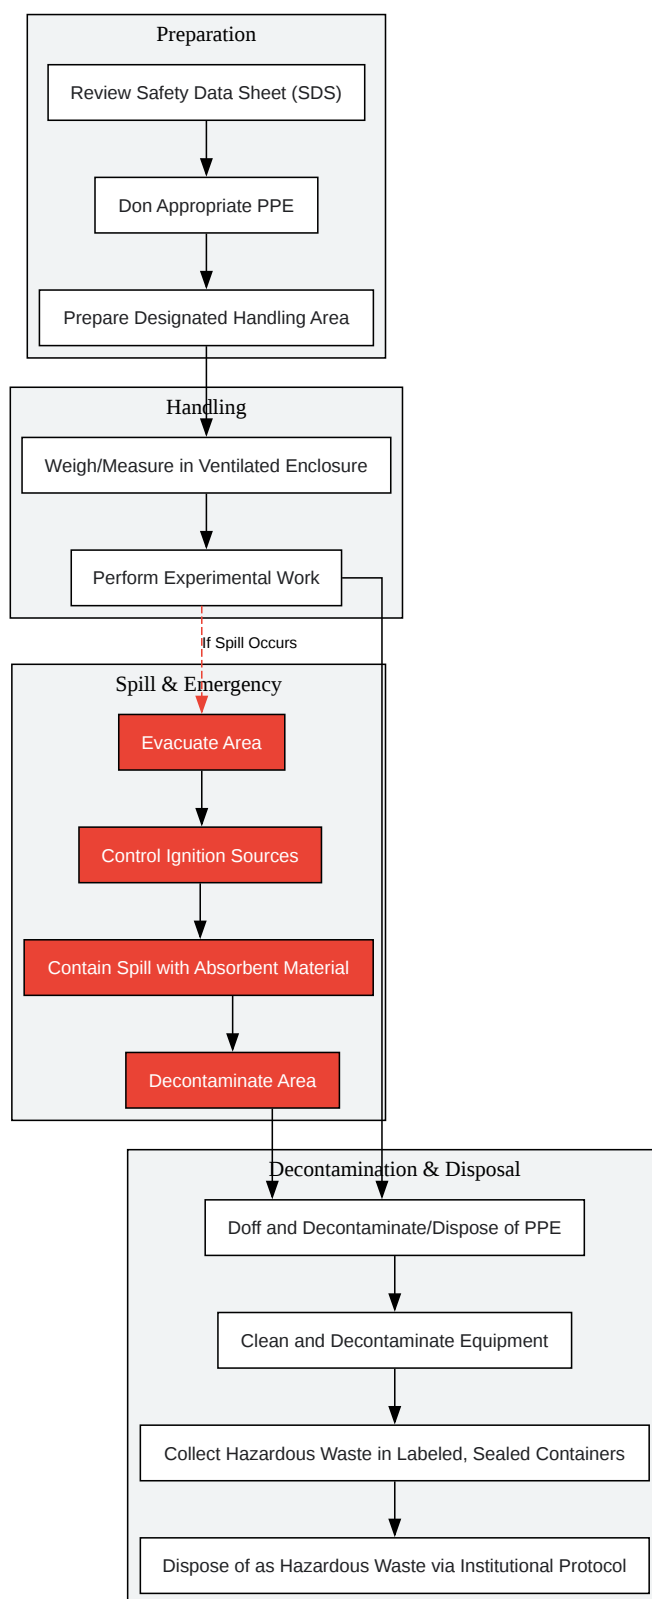 Preparation
Review Safety Data Sheet (SDS)
Don Appropriate PPE
Prepare Designated Handling Area
Handling
Weigh/Measure in Ventilated Enclosure
Perform Experimental Work
If Spill Occurs
Spill & Emergency
Evacuate Area
Control Ignition Sources
Contain Spill with Absorbent Material
Decontaminate Area
Decontamination & Disposal
Doff and Decontaminate/Dispose of PPE
Clean and Decontaminate Equipment
Collect Hazardous Waste in Labeled, Sealed Containers
Dispose of as Hazardous Waste via Institutional Protocol